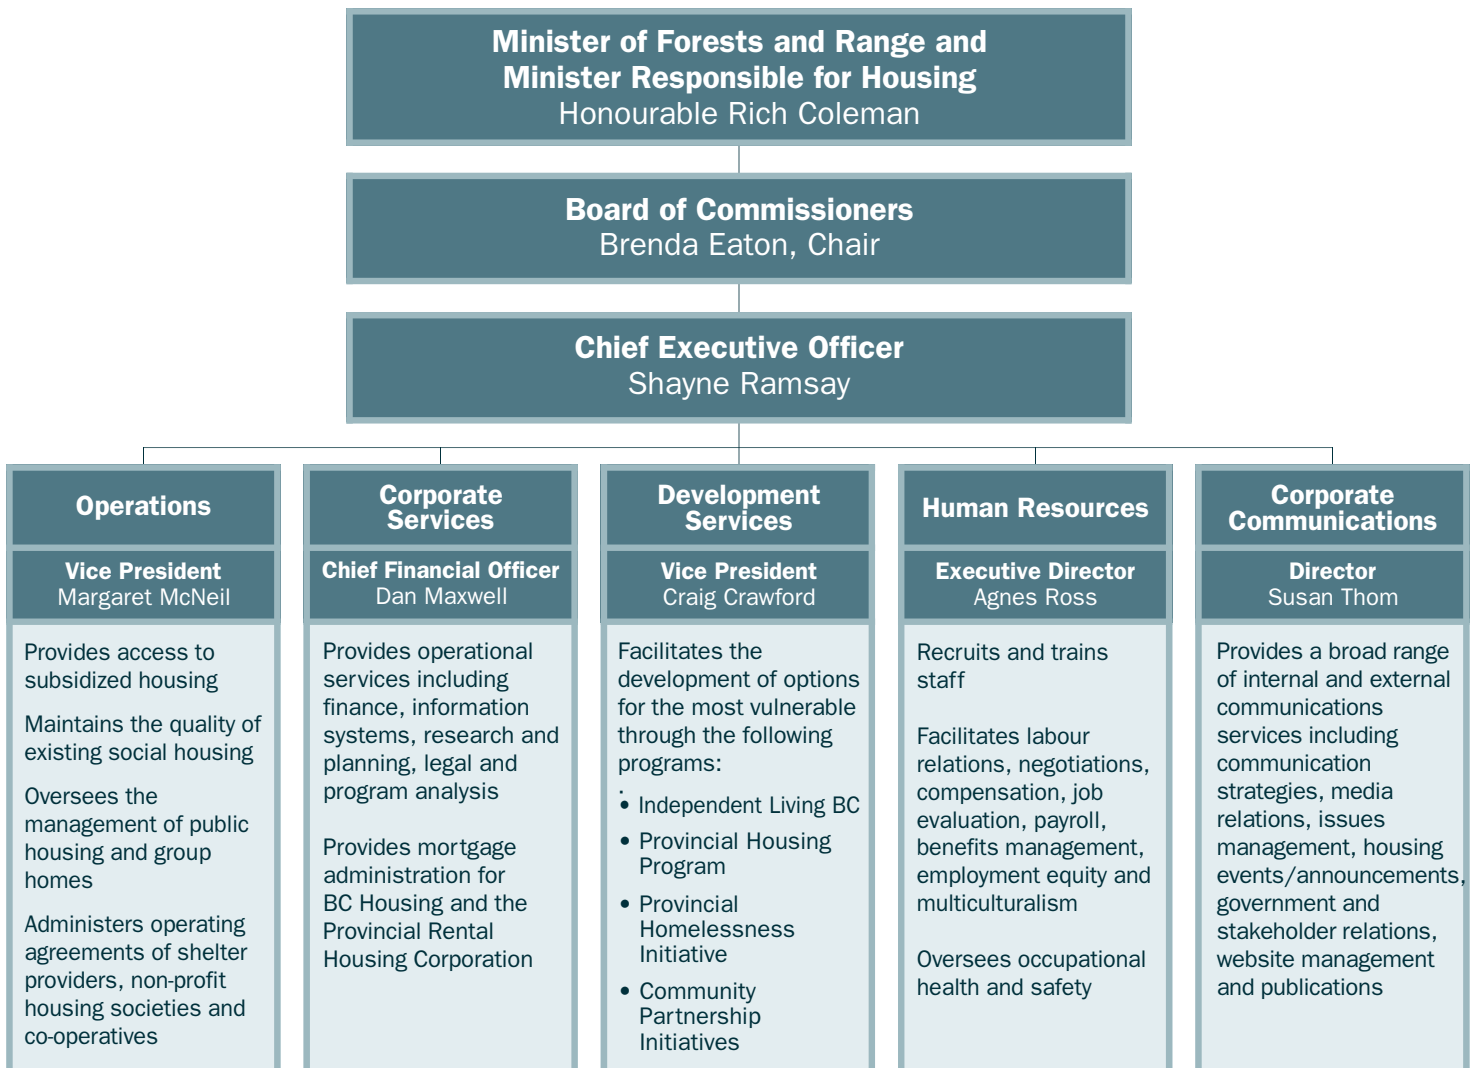 Minister of Forests and Range and
Minister Responsible for Housing
Honourable Rich Coleman
Board of Commissioners
Brenda Eaton, Chair
Chief Executive Officer
Shayne Ramsay
Operations
Vice President
Margaret McNeil
Provides access to
subsidized housing
Maintains the quality of
existing social housing
Oversees the
management of public
housing and group
homes
Administers operating
agreements of shelter
providers, non-profit
housing societies and
co-operatives
Corporate
Services
Chief Financial Officer
Dan Maxwell
Provides operational
services including
finance, information
systems, research and
planning, legal and
program analysis
Provides mortgage
administration for
BC Housing and the
Provincial Rental
Housing Corporation
Development
Services
Vice President
Craig Crawford
Facilitates the
development of options
for the most vulnerable
through the following
programs:
.
• Independent Living BC
• Provincial Housing
Program
• Provincial
Homelessness
Initiative
• Community
Partnership
Initiatives
Human Resources
Executive Director
Agnes Ross
Recruits and trains
staff
Facilitates labour
relations, negotiations,
compensation, job
evaluation, payroll,
benefits management,
employment equity and
multiculturalism
Oversees occupational
health and safety
Corporate
Communications
Director
Susan Thom
Provides a broad range
of internal and external
communications
services including
communication
strategies, media
relations, issues
management, housing
events/announcements,
government and
stakeholder relations,
website management
and publications